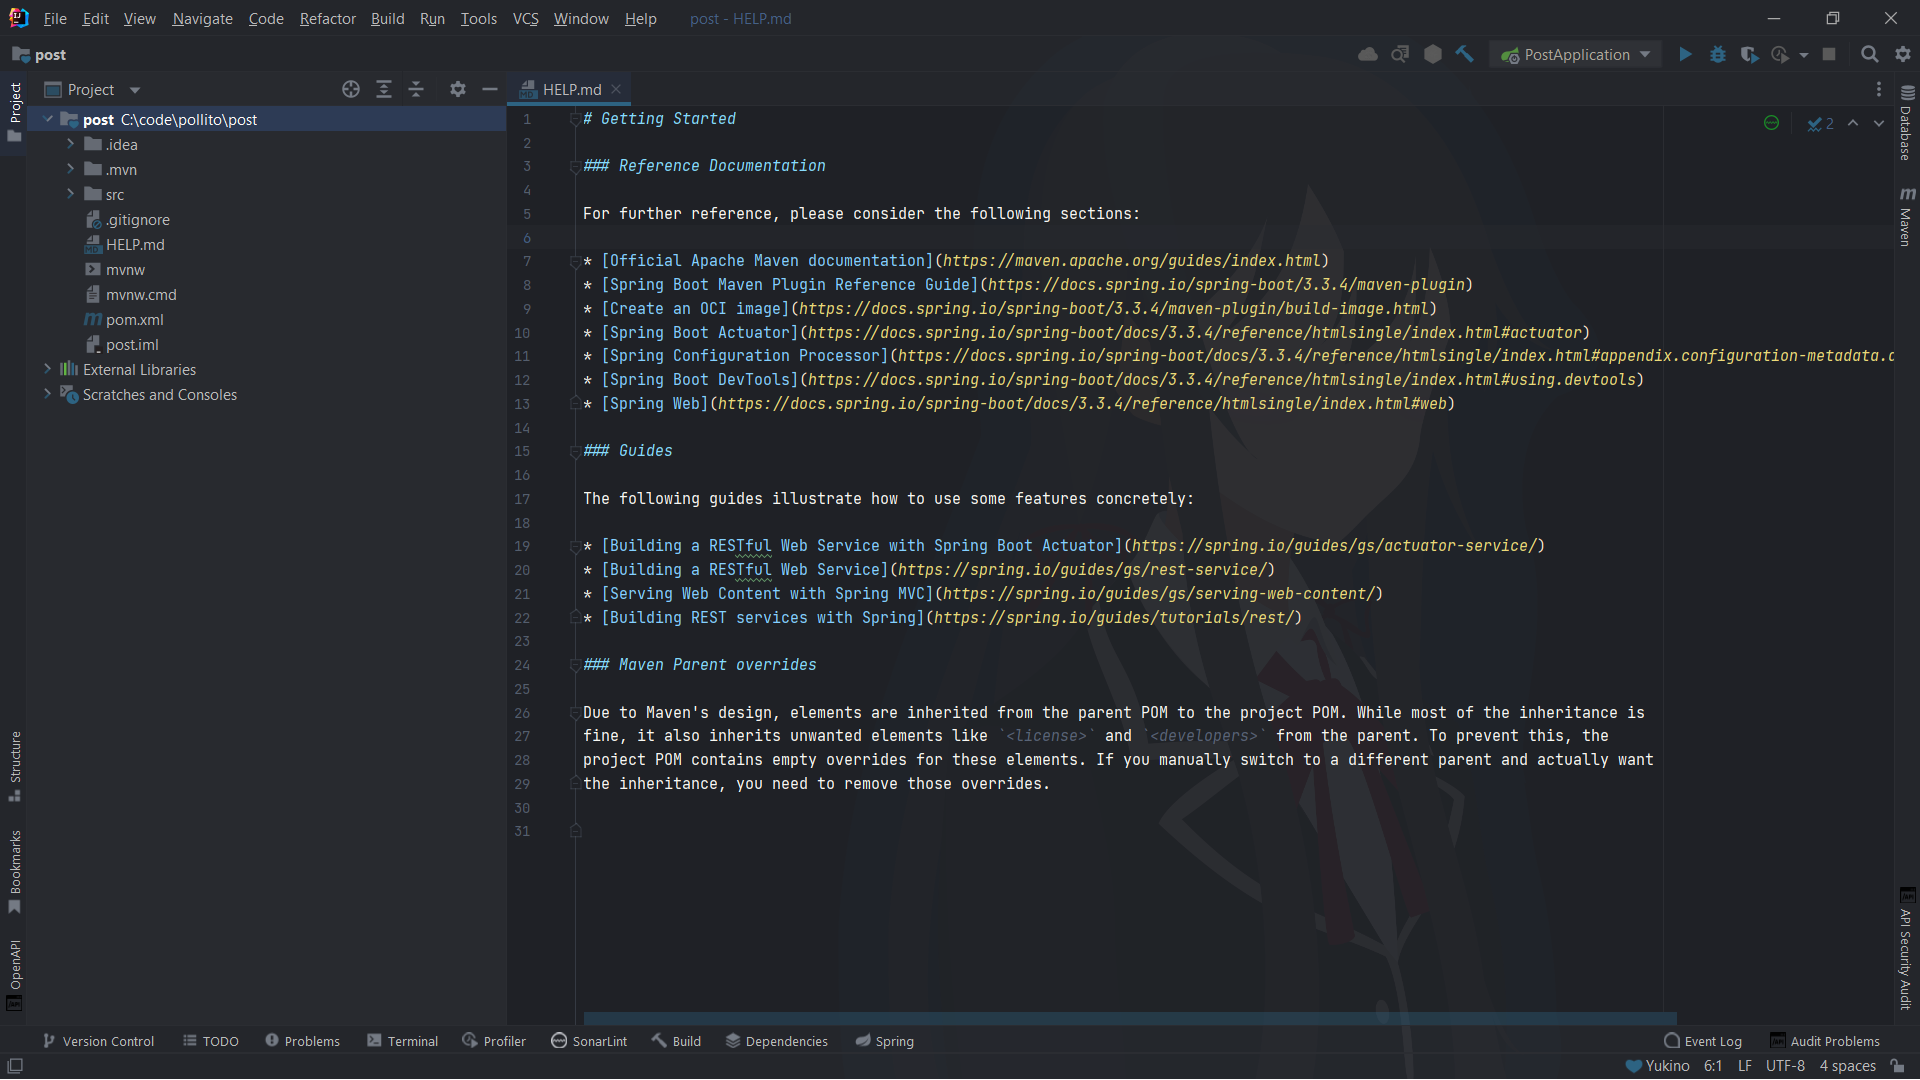 File Edit View Navigate Code Refactor Build Run Tools VCS Window Help post - HELP.md
post
PostApplication
Project
HELP.md
post C:\code\pollito\post
.idea
.mvn
src
.gitignore
HELP.md
mvnw
mvnw.cmd
pom.xml
post.iml
External Libraries
Scratches and Consoles
1 # Getting Started
2
3 ### Reference Documentation
4
5 For further reference, please consider the following sections:
6
7 * [Official Apache Maven documentation](https://maven.apache.org/guides/index.html)
8 * [Spring Boot Maven Plugin Reference Guide](https://docs.spring.io/spring-boot/3.3.4/maven-plugin)
9 * [Create an OCI image](https://docs.spring.io/spring-boot/3.3.4/maven-plugin/build-image.html)
10 * [Spring Boot Actuator](https://docs.spring.io/spring-boot/docs/3.3.4/reference/htmlsingle/index.html#actuator)
11 * [Spring Configuration Processor](https://docs.spring.io/spring-boot/docs/3.3.4/reference/htmlsingle/index.html#appendix.configuration-metadata.
12 * [Spring Boot DevTools](https://docs.spring.io/spring-boot/docs/3.3.4/reference/htmlsingle/index.html#using.devtools)
13 * [Spring Web](https://docs.spring.io/spring-boot/docs/3.3.4/reference/htmlsingle/index.html#web)
14
15 ### Guides
16
17 The following guides illustrate how to use some features concretely:
18
19 * [Building a RESTful Web Service with Spring Boot Actuator](https://spring.io/guides/gs/actuator-service/)
20 * [Building a RESTful Web Service](https://spring.io/guides/gs/rest-service/)
21 * [Serving Web Content with Spring MVC](https://spring.io/guides/gs/serving-web-content/)
22 * [Building REST services with Spring](https://spring.io/guides/tutorials/rest/)
23
24 ### Maven Parent overrides
25
26 Due to Maven's design, elements are inherited from the parent POM to the project POM. While most of the inheritance is
27 fine, it also inherits unwanted elements like `<license>` and `<developers>` from the parent. To prevent this, the
28 project POM contains empty overrides for these elements. If you manually switch to a different parent and actually want
29 the inheritance, you need to remove those overrides.
30
31
2
Project
Structure
Bookmarks
OpenAPI
Database
m Maven
API Security Audit
Version Control TODO Problems Terminal Profiler SonarLint Build Dependencies Spring Event Log Audit Problems
Yukino 6:1 LF UTF-8 4 spaces